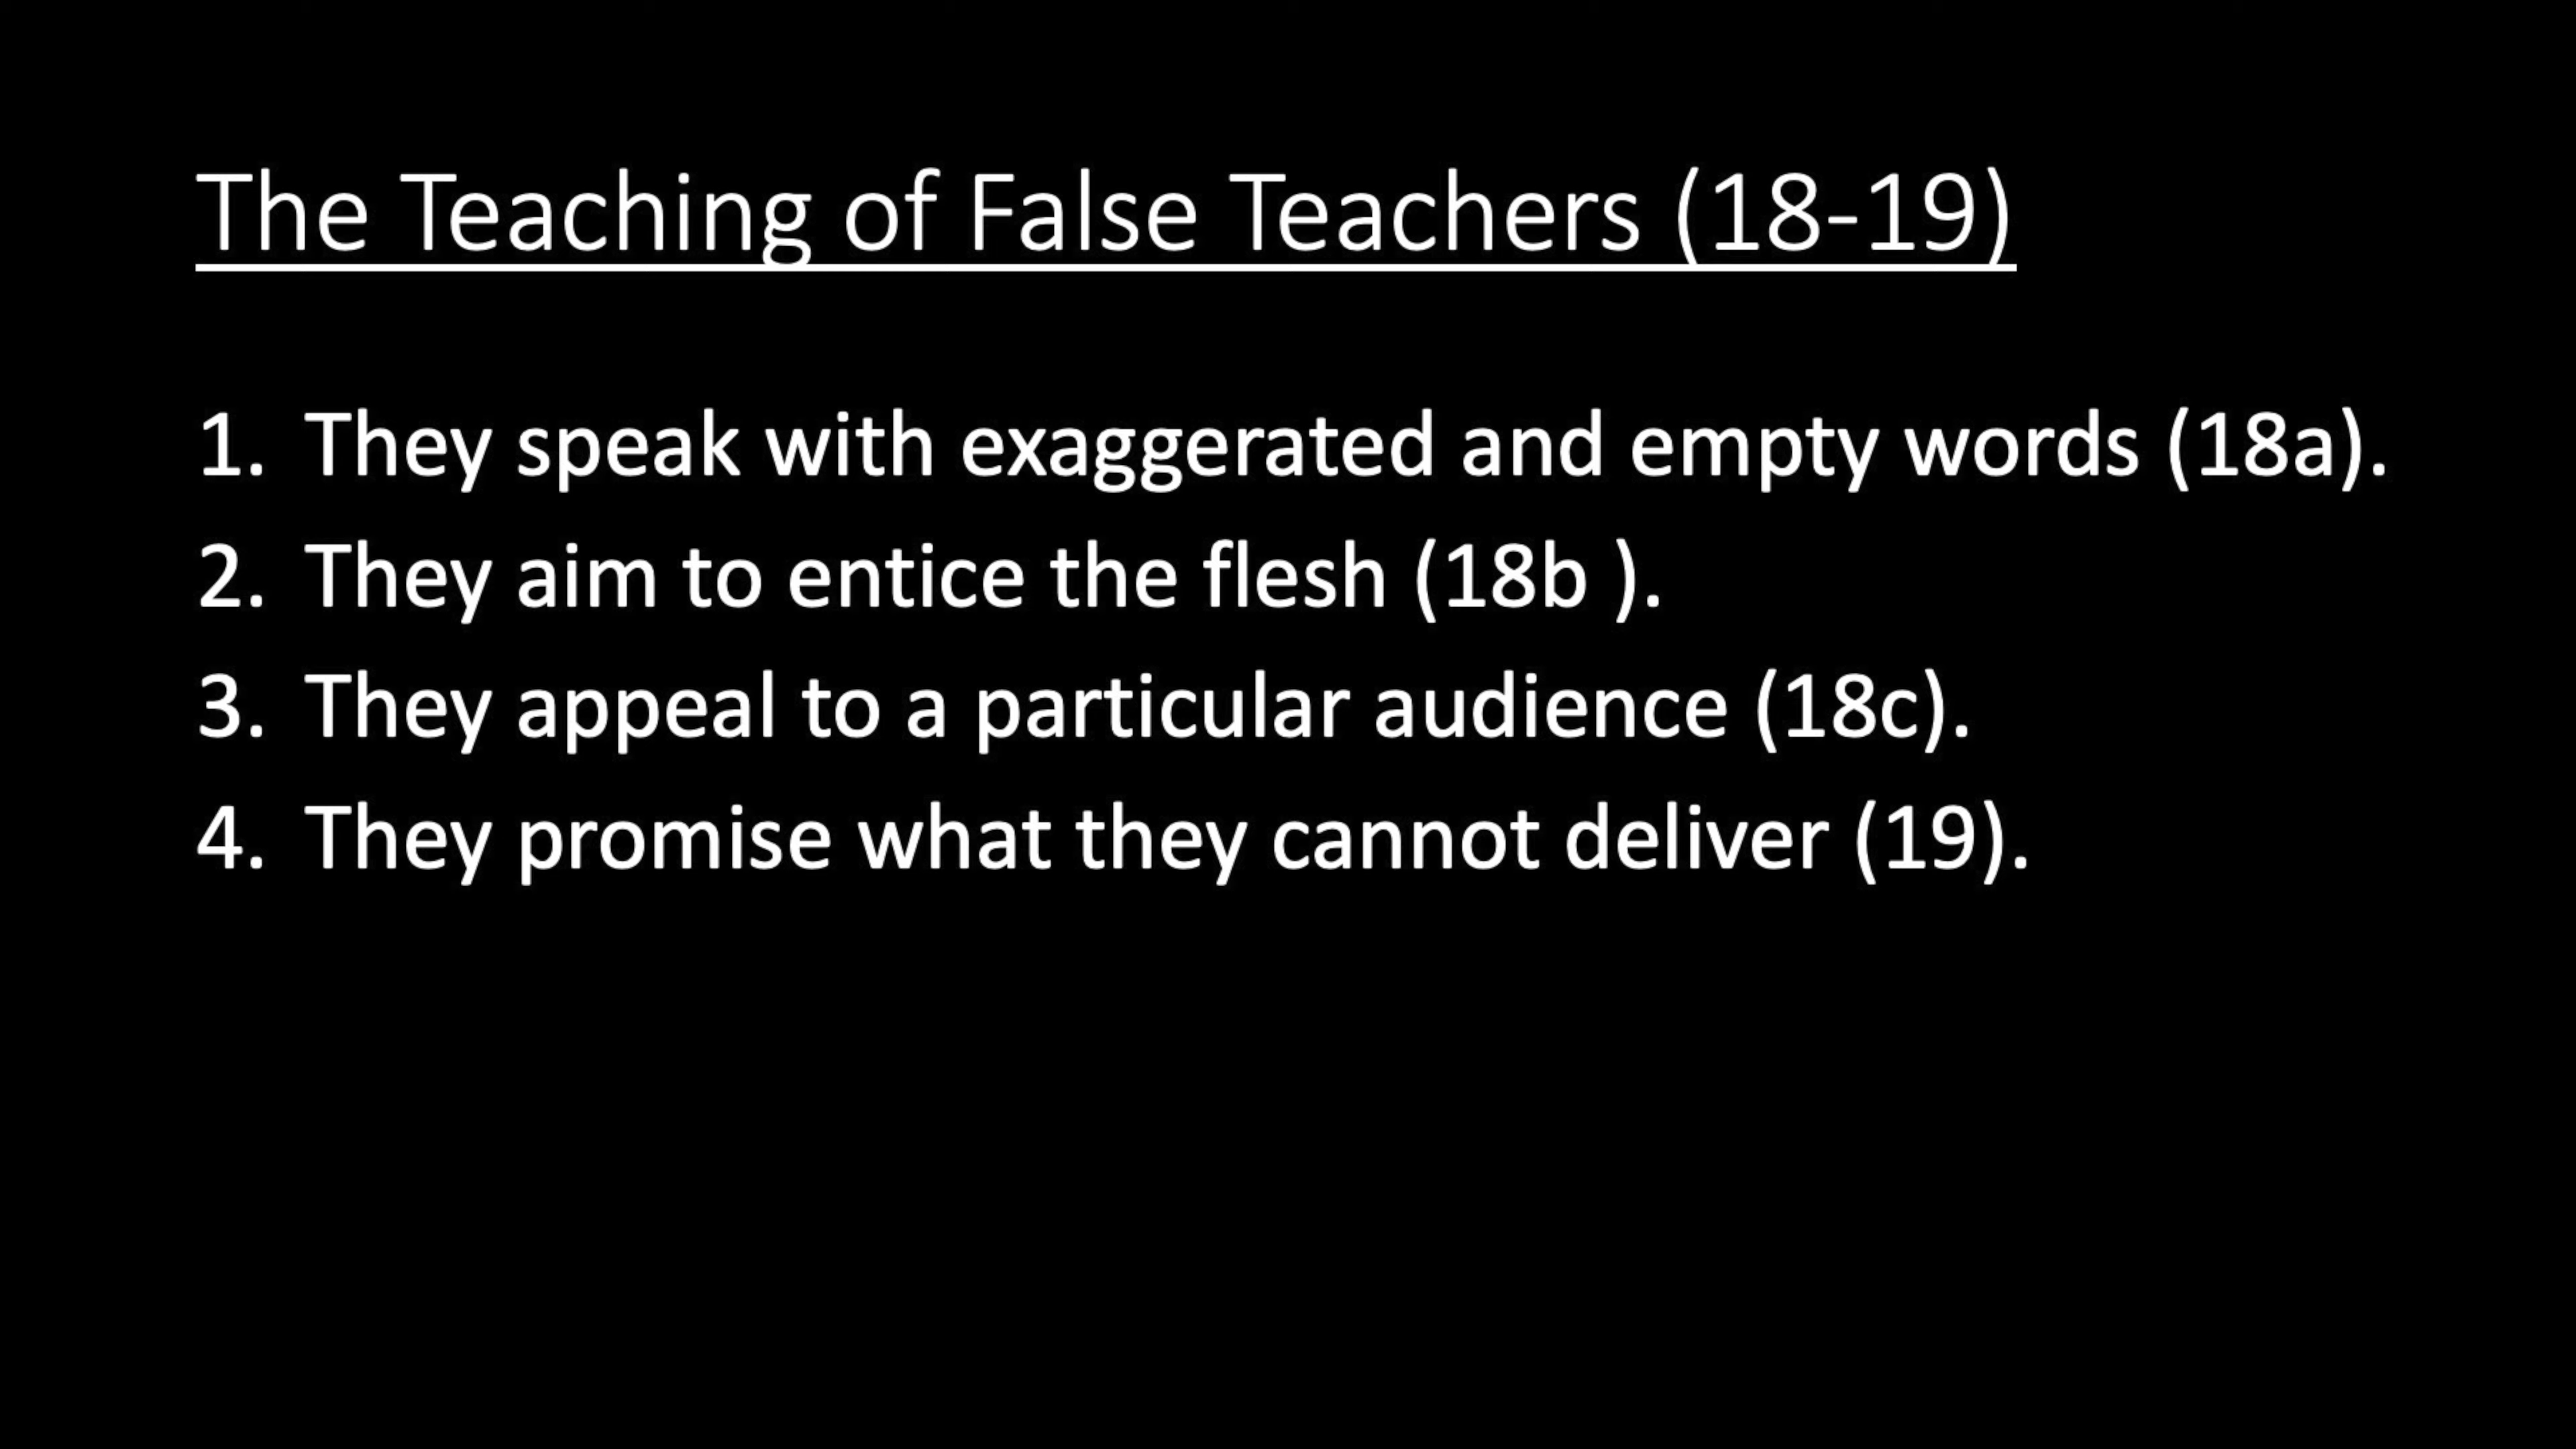 The Teaching of False Teachers (18-19)
1. They speak with exaggerated and empty words (18a).
2. They aim to entice the flesh (18b ).
3. They appeal to a particular audience (18c).
4. They promise what they cannot deliver (19).